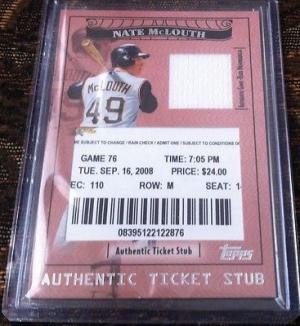 NATE McLOUTH
McLOUTH
49
ME SUBJECT TO CHANGE / RAIN CHECK / ADMIT ONE / SUBJECT TO CONDITIONS OF
GAME 76 TIME: 7:05 PM
TUE. SEP. 16, 2008 PRICE: $24.00
EC: 110 ROW: M SEAT: 1
08395122122876
Authentic Ticket Stub
Topps
AUTHENTIC TICKET STUB